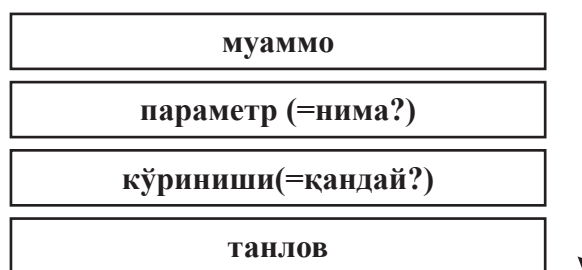 муаммо
параметр (=нима?)
кўриниши(=қандай?)
танлов